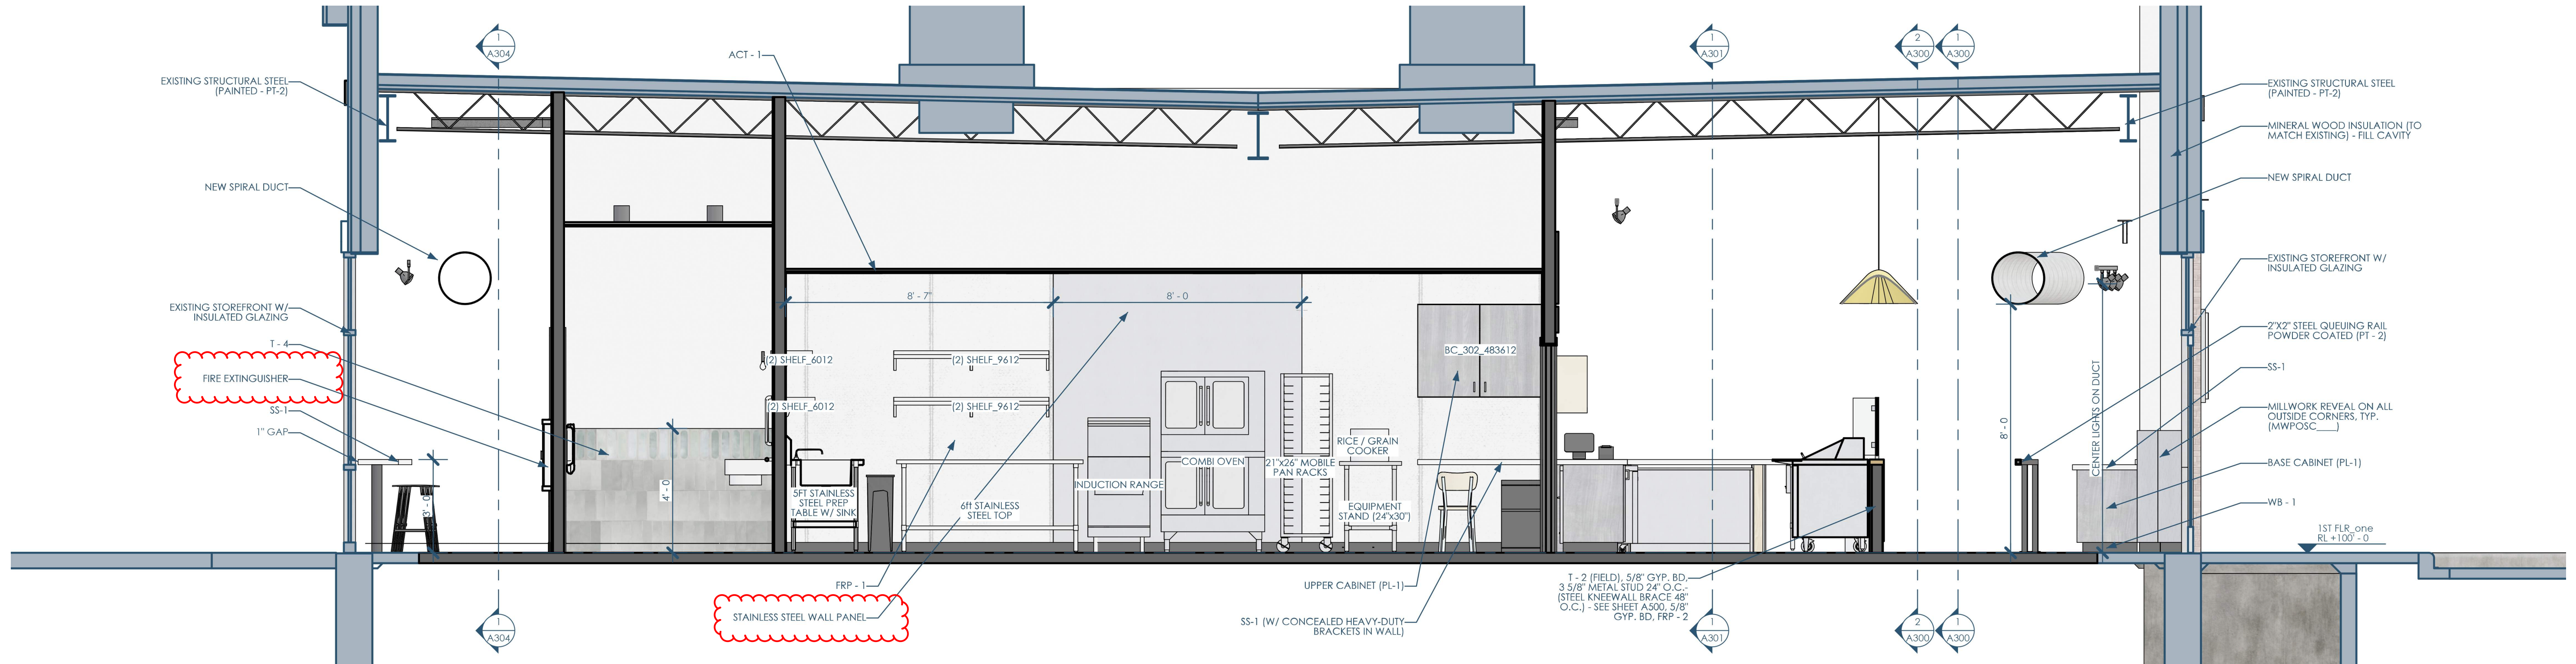 1
A304
1
A301
2
A300
1
A300
ACT - 1
EXISTING STRUCTURAL STEEL
(PAINTED - PT-2)
NEW SPIRAL DUCT
EXISTING STOREFRONT W/
INSULATED GLAZING
T - 4
FIRE EXTINGUISHER
SS-1
1" GAP
3' - 0
4' - 0
8' - 7"
8' - 0
(2) SHELF_6012
(2) SHELF_9612
(2) SHELF_6012
(2) SHELF_9612
BC_302_483612
5FT STAINLESS
STEEL PREP
TABLE W/ SINK
6ft STAINLESS
STEEL TOP
INDUCTION RANGE
COMBI OVEN
21"x26" MOBILE
PAN RACKS
RICE / GRAIN
COOKER
EQUIPMENT
STAND (24"x30")
8' - 0
CENTER LIGHTS ON DUCT
EXISTING STRUCTURAL STEEL
(PAINTED - PT-2)
MINERAL WOOD INSULATION (TO
MATCH EXISTING) - FILL CAVITY
NEW SPIRAL DUCT
EXISTING STOREFRONT W/
INSULATED GLAZING
2"X2" STEEL QUEUING RAIL
POWDER COATED (PT - 2)
SS-1
MILLWORK REVEAL ON ALL
OUTSIDE CORNERS, TYP.
(MWPOSC____)
BASE CABINET (PL-1)
WB - 1
1ST FLR_one
RL +100' - 0
FRP - 1
STAINLESS STEEL WALL PANEL
UPPER CABINET (PL-1)
SS-1 (W/ CONCEALED HEAVY-DUTY
BRACKETS IN WALL)
T - 2 (FIELD), 5/8" GYP. BD,
3 5/8" METAL STUD 24" O.C.-
(STEEL KNEEWALL BRACE 48"
O.C.) - SEE SHEET A500, 5/8"
GYP. BD, FRP - 2
1
A304
1
A301
2
A300
1
A300